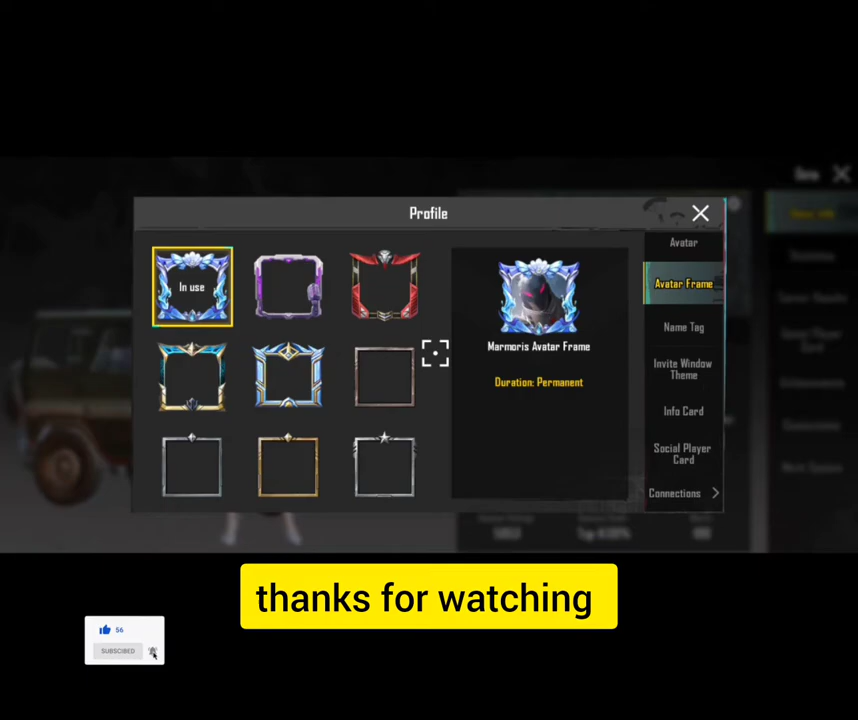 Profile
Avatar
In use
Avatar Frame
Marmoris Avatar Frame
Name Tag
Duration: Permanent
Invite Window
Theme
Info Card
Social Player
Card
Connections
thanks for watching
56
SUBSCIBED